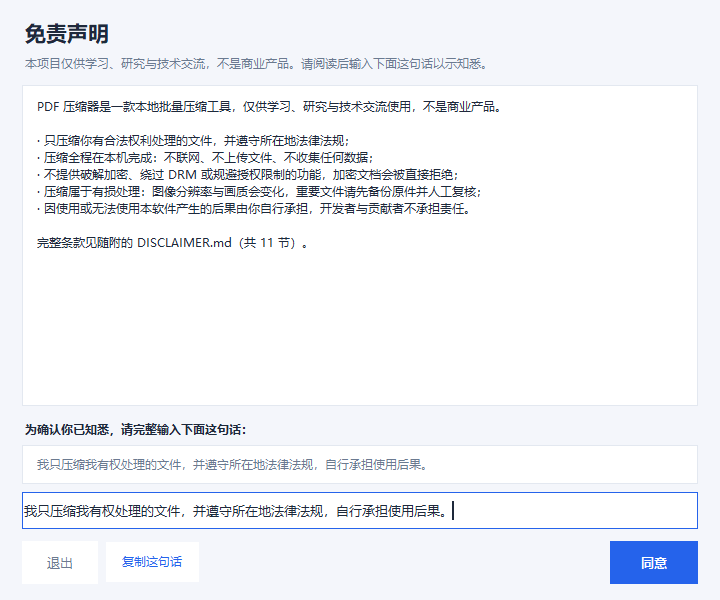 免责声明
本项目仅供学习、研究与技术交流，不是商业产品。请阅读后输入下面这句话以示知悉。
PDF 压缩器是一款本地批量压缩工具，仅供学习、研究与技术交流使用，不是商业产品。
· 只压缩你有合法权利处理的文件，并遵守所在地法律法规；
· 压缩全程在本机完成：不联网、不上传文件、不收集任何数据；
· 不提供破解加密、绕过 DRM 或规避授权限制的功能，加密文档会被直接拒绝；
· 压缩属于有损处理：图像分辨率与画质会变化，重要文件请先备份原件并人工复核；
· 因使用或无法使用本软件产生的后果由你自行承担，开发者与贡献者不承担责任。
完整条款见随附的 DISCLAIMER.md（共 11 节）。
为确认你已知悉，请完整输入下面这句话：
我只压缩我有权处理的文件，并遵守所在地法律法规，自行承担使用后果。
我只压缩我有权处理的文件，并遵守所在地法律法规，自行承担使用后果。
退出 复制这句话 同意